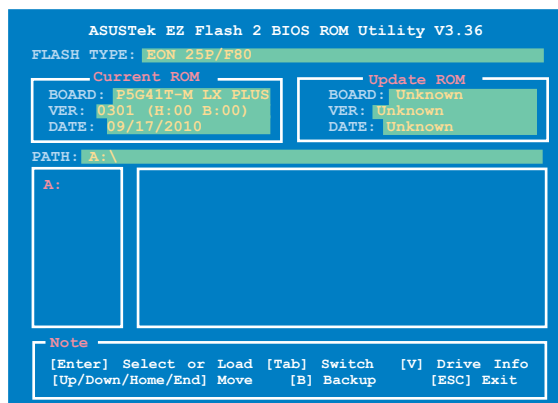 ASUSTek EZ Flash 2 BIOS ROM Utility V3.36
FLASH TYPE: EON 25P/F80
Current ROM
BOARD: P5G41T-M LX PLUS
VER: 0301 (H:00 B:00)
DATE: 09/17/2010
Update ROM
BOARD: Unknown
VER: Unknown
DATE: Unknown
PATH: A:\
A:
Note
[Enter] Select or Load [Tab] Switch [V] Drive Info
[Up/Down/Home/End] Move [B] Backup [ESC] Exit